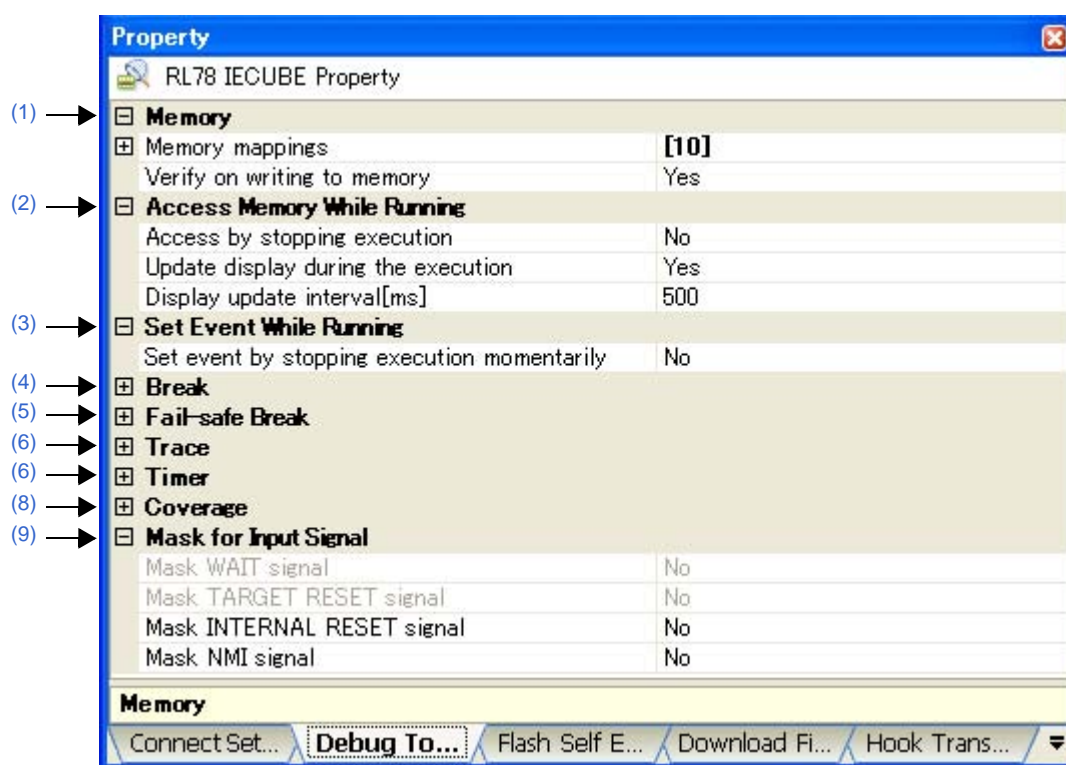 Property
RL78 IECUBE Property
(1) Memory
Memory mappings [10]
Verify on writing to memory Yes
(2) Access Memory While Running
Access by stopping execution No
Update display during the execution Yes
Display update interval[ms] 500
(3) Set Event While Running
Set event by stopping execution momentarily No
(4) Break
(5) Fail-safe Break
(6) Trace
(6) Timer
(8) Coverage
(9) Mask for Input Signal
Mask WAIT signal No
Mask TARGET RESET signal No
Mask INTERNAL RESET signal No
Mask NMI signal No
Memory
Connect Set... Debug To... Flash Self E... Download Fi... Hook Trans...